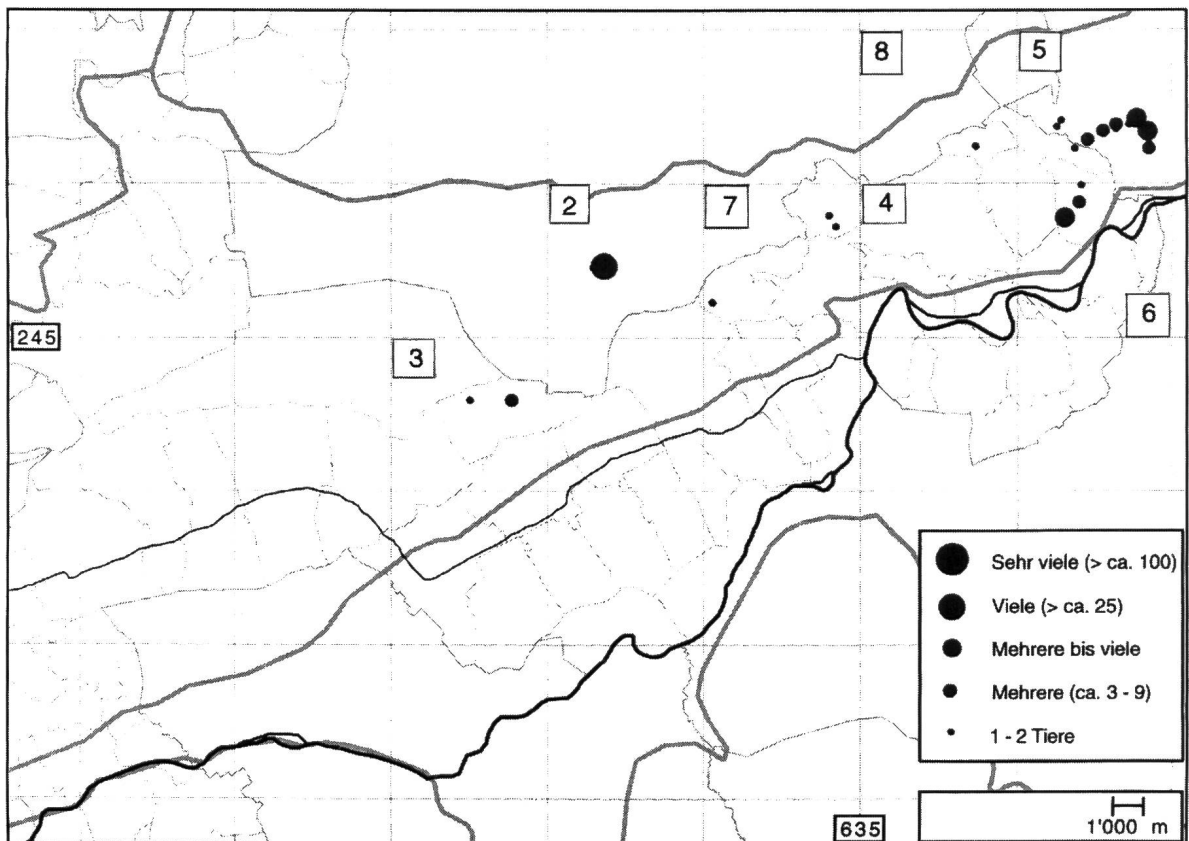 8
5
2
7
4
6
245
3
Sehr viele (> ca. 100)
Viele (> ca. 25)
Mehrere bis viele
Mehrere (ca. 3 - 9)
1 - 2 Tiere
635
1'000 m